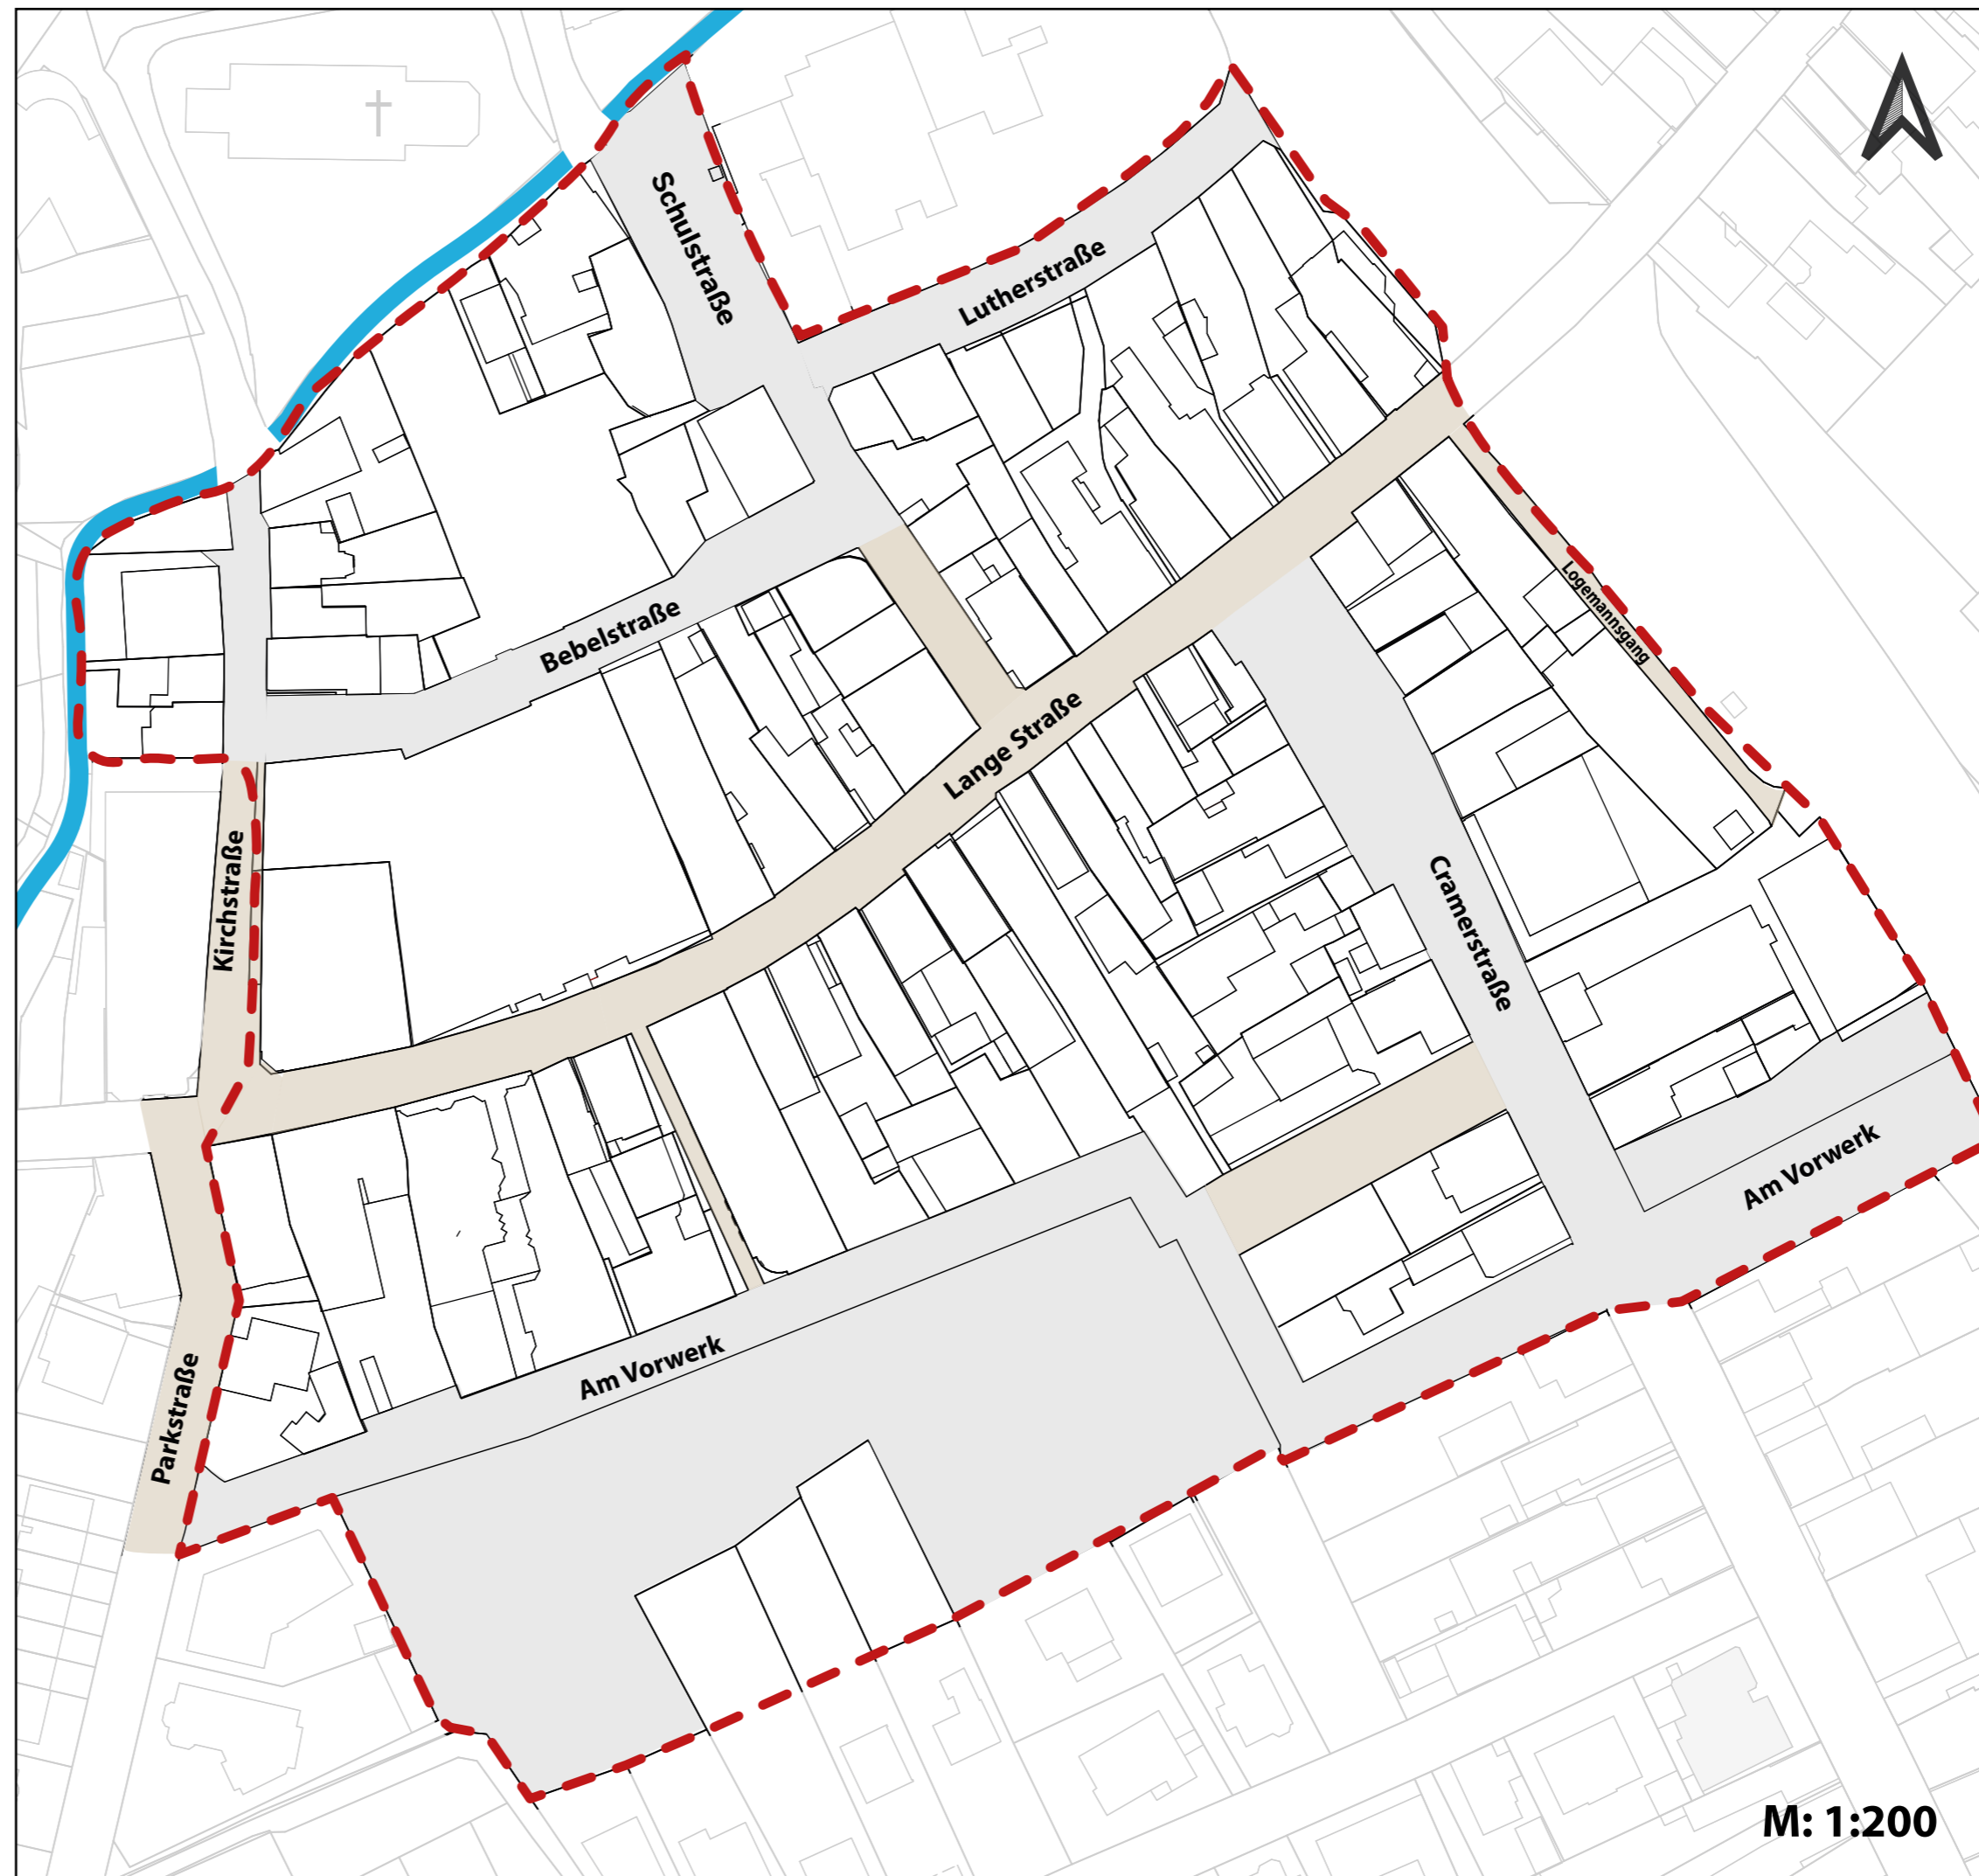 Schulstraße
Lutherstraße
Bebelstraße
Logemannsgang
Lange Straße
Kirchstraße
Cramerstraße
Am Vorwerk
Am Vorwerk
Parkstraße
M: 1:200